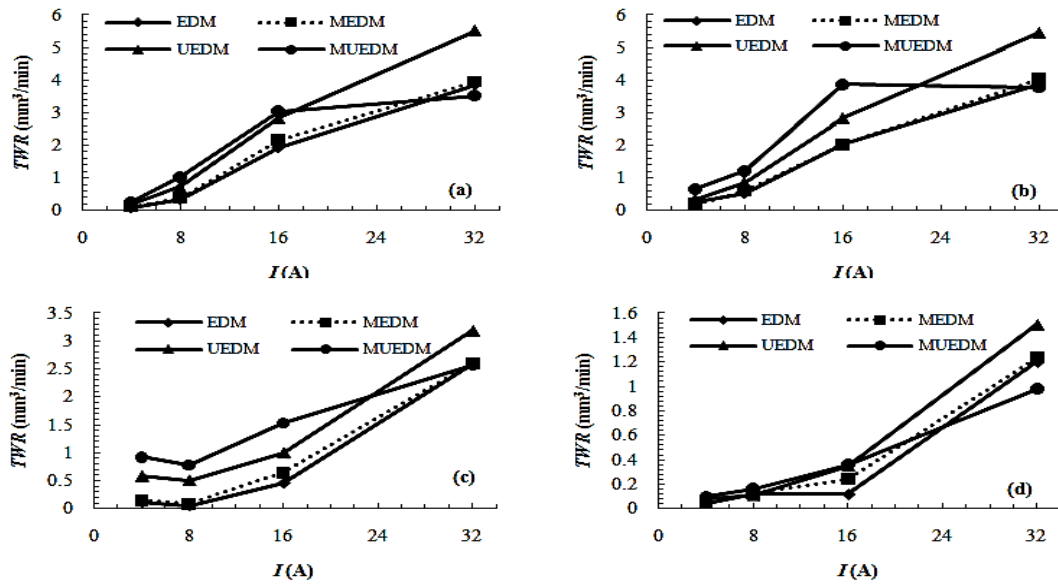 TWR (mm³/min)
6
5
4
3
2
1
0
EDM
MEDM
UEDM
MUEDM
(a)
0 8 16 24 32
I (A)
TWR (mm³/min)
6
5
4
3
2
1
0
EDM
MEDM
UEDM
MUEDM
(b)
0 8 16 24 32
I (A)
TWR (mm³/min)
3.5
3
2.5
2
1.5
1
0.5
0
EDM
MEDM
UEDM
MUEDM
(c)
0 8 16 24 32
I (A)
TWR (mm³/min)
1.6
1.4
1.2
1
0.8
0.6
0.4
0.2
0
EDM
MEDM
UEDM
MUEDM
(d)
0 8 16 24 32
I (A)